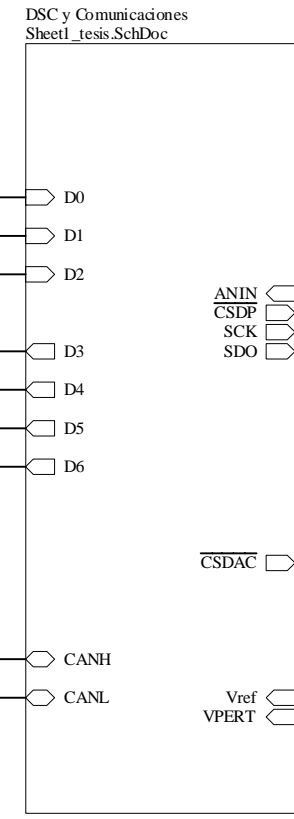 DSC y Comunicaciones
Sheet1_tesis.SchDoc
D0
D1
D2
ANIN
CSDP
SCK
D3
SDO
D4
D5
D6
CSDAC
CANH
CANL
Vref
VPERT